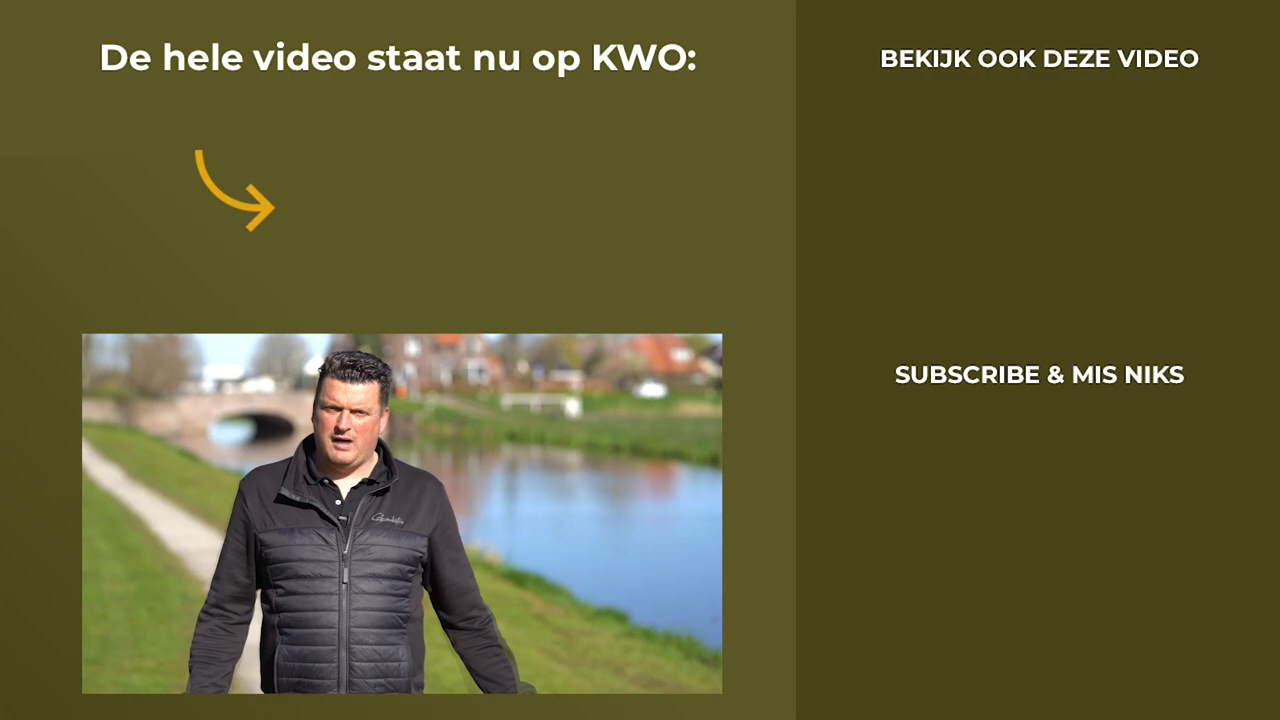 De hele video staat nu op KWO:
BEKIJK OOK DEZE VIDEO
SUBSCRIBE & MIS NIKS